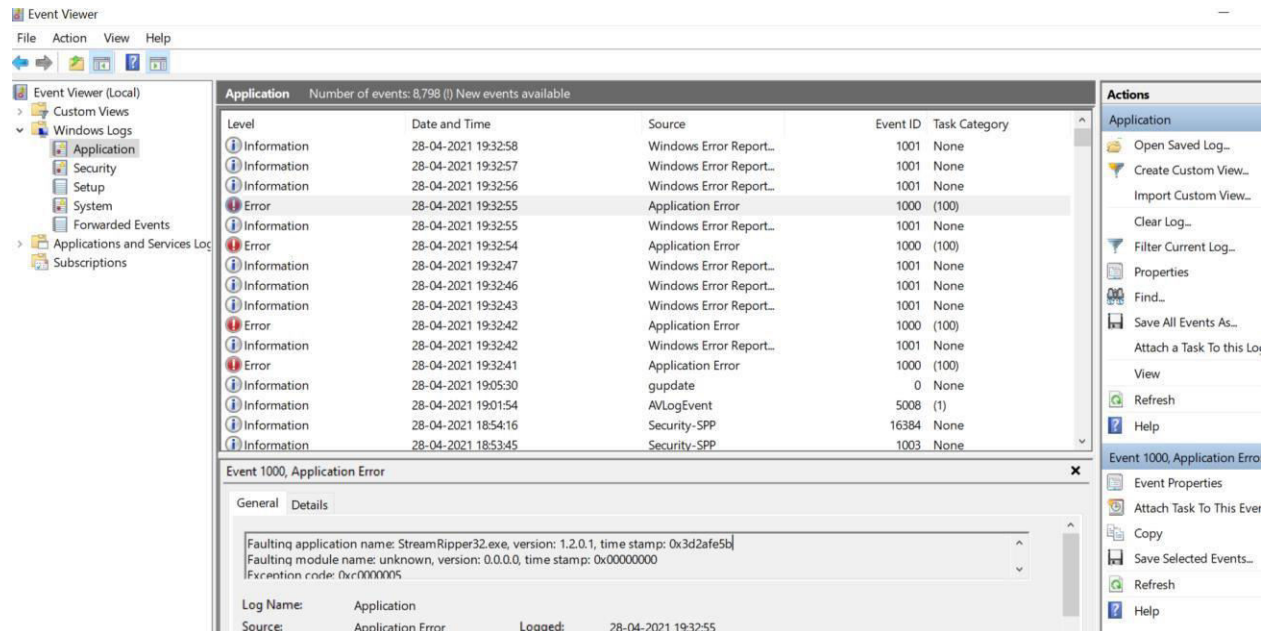 Event Viewer
File Action View Help
Event Viewer (Local)
Custom Views
Windows Logs
Application
Security
Setup
System
Forwarded Events
Applications and Services Log
Subscriptions
Application Number of events: 8,798 (!) New events available
Level Date and Time Source Event ID Task Category
Information 28-04-2021 19:32:58 Windows Error Report... 1001 None
Information 28-04-2021 19:32:57 Windows Error Report... 1001 None
Information 28-04-2021 19:32:56 Windows Error Report... 1001 None
Error 28-04-2021 19:32:55 Application Error 1000 (100)
Information 28-04-2021 19:32:55 Windows Error Report... 1001 None
Error 28-04-2021 19:32:54 Application Error 1000 (100)
Information 28-04-2021 19:32:47 Windows Error Report... 1001 None
Information 28-04-2021 19:32:46 Windows Error Report... 1001 None
Information 28-04-2021 19:32:43 Windows Error Report... 1001 None
Error 28-04-2021 19:32:42 Application Error 1000 (100)
Information 28-04-2021 19:32:42 Windows Error Report... 1001 None
Error 28-04-2021 19:32:41 Application Error 1000 (100)
Information 28-04-2021 19:05:30 gupdate 0 None
Information 28-04-2021 19:01:54 AVLogEvent 5008 (1)
Information 28-04-2021 18:54:16 Security-SPP 16384 None
Information 28-04-2021 18:53:45 Security-SPP 1003 None
Event 1000, Application Error
General Details
Faulting application name: StreamRipper32.exe, version: 1.2.0.1, time stamp: 0x3d2afe5b
Faulting module name: unknown, version: 0.0.0.0, time stamp: 0x00000000
Exception code: 0xc0000005
Log Name: Application
Source: Application Error Logged: 28-04-2021 19:32:55
Actions
Application
Open Saved Log...
Create Custom View...
Import Custom View...
Clear Log...
Filter Current Log...
Properties
Find...
Save All Events As...
Attach a Task To this Log
View
Refresh
Help
Event 1000, Application Erro
Event Properties
Attach Task To This Ever
Copy
Save Selected Events...
Refresh
Help